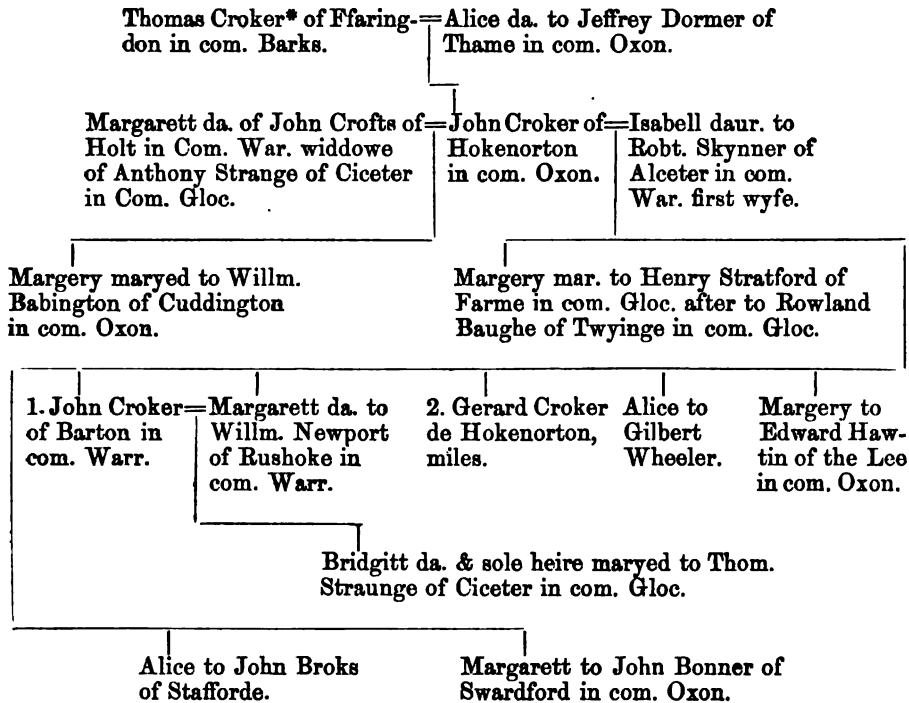 Thomas Croker* of Ffaring-=Alice da. to Jeffrey Dormer of
don in com. Barks. Thame in com. Oxon.
Margarett da. of John Crofts of=John Croker of=Isabell daur. to
Holt in Com. War. widdowe Hokenorton Robt. Skynner of
of Anthony Strange of Ciceter in com. Oxon. Alceter in com.
in Com. Gloc. War. first wyfe.
Margery maryed to Willm.
Babington of Cuddington
in com. Oxon.
Margery mar. to Henry Stratford of
Farme in com. Gloc. after to Rowland
Baughe of Twyinge in com. Gloc.
1. John Croker=Margarett da. to
of Barton in Willm. Newport
com. Warr. of Rushoke in
com. Warr.
2. Gerard Croker
de Hokenorton,
miles.
Alice to
Gilbert
Wheeler.
Margery to
Edward Haw-
tin of the Lee
in com. Oxon.
Bridgitt da. & sole heire maryed to Thom.
Straunge of Ciceter in com. Gloc.
Alice to John Broks
of Stafforde.
Margarett to John Bonner of
Swardford in com. Oxon.